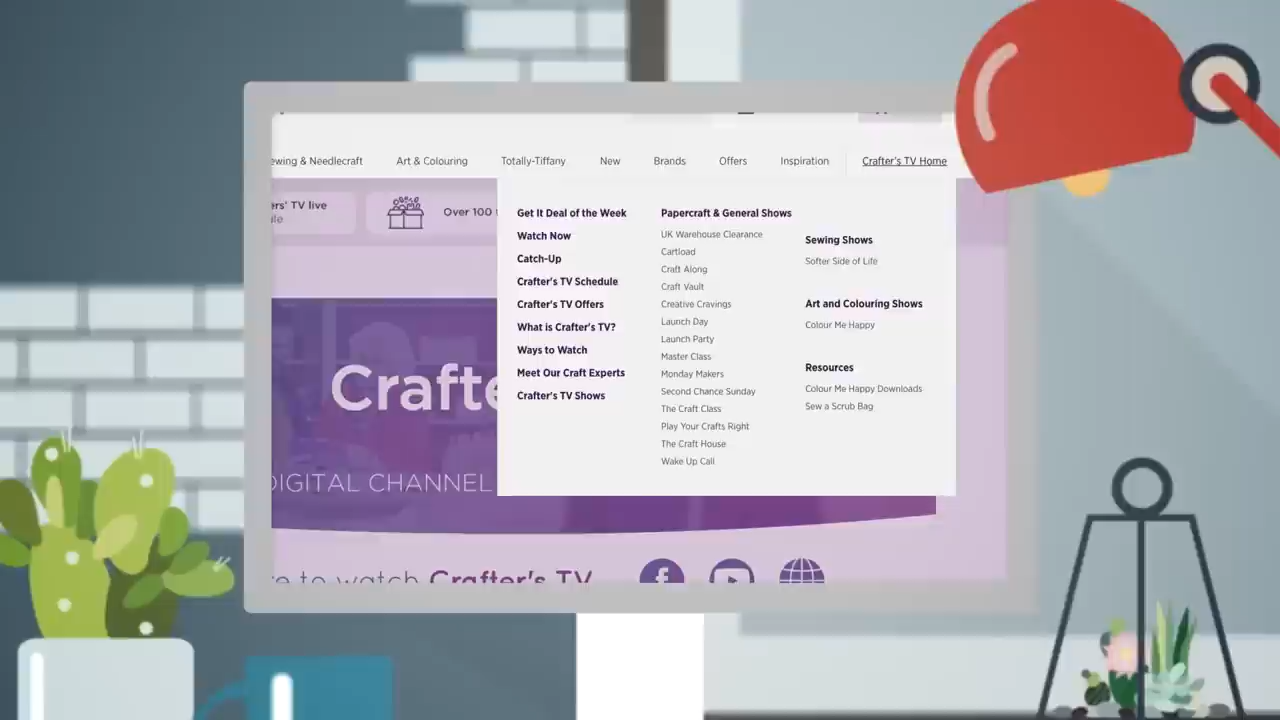 ewing & Needlecraft Art & Colouring Totally-Tiffany New Brands Offers Inspiration Crafter's TV Home
ers' TV live
Over 100
Get It Deal of the Week
Watch Now
Catch-Up
Crafter's TV Schedule
Crafter's TV Offers
What is Crafter's TV?
Ways to Watch
Meet Our Craft Experts
Crafter's TV Shows
Papercraft & General Shows
UK Warehouse Clearance
Cartload
Craft Along
Craft Vault
Creative Cravings
Launch Day
Launch Party
Master Class
Monday Makers
Second Chance Sunday
The Craft Class
Play Your Crafts Right
The Craft House
Wake Up Call
Sewing Shows
Softer Side of Life
Art and Colouring Shows
Colour Me Happy
Resources
Colour Me Happy Downloads
Sew a Scrub Bag
Crafte
DIGITAL CHANNEL
re to watch Crafter's TV